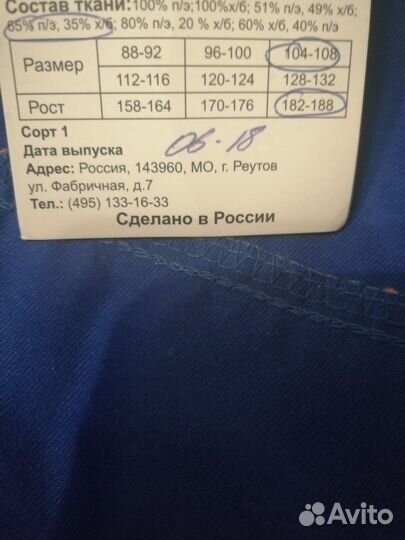 Состав ткани:100% п/э;100%х/б; 51% п/э, 49% х/б;
65% п/э, 35% х/б; 80% п/э, 20 % х/б; 60% х/б, 40% п/э
Размер 88-92 96-100 104-108
112-116 120-124 128-132
Рост 158-164 170-176 182-188
Сорт 1
Дата выпуска 06-18
Адрес: Россия, 143960, МО, г. Реутов
ул. Фабричная, д.7
Тел.: (495) 133-16-33
Сделано в России
Avito